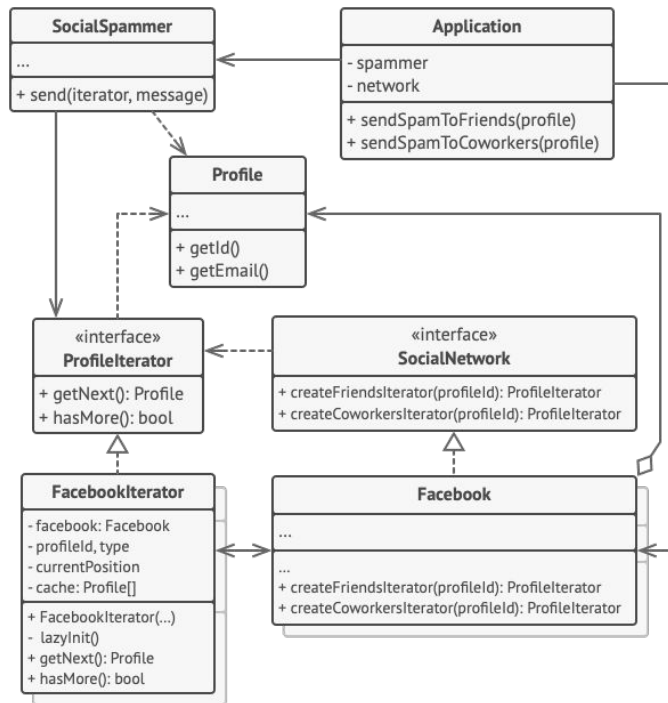 SocialSpammer
...
+ send(iterator, message)
Application
- spammer
- network
+ sendSpamToFriends(profile)
+ sendSpamToCoworkers(profile)
Profile
...
+ getId()
+ getEmail()
«interface»
ProfileIterator
+ getNext(): Profile
+ hasMore(): bool
«interface»
SocialNetwork
+ createFriendsIterator(profileId): ProfileIterator
+ createCoworkersIterator(profileId): ProfileIterator
FacebookIterator
- facebook: Facebook
- profileId, type
- currentPosition
- cache: Profile[]
+ FacebookIterator(...)
- lazyInit()
+ getNext(): Profile
+ hasMore(): bool
Facebook
...
...
+ createFriendsIterator(profileId): ProfileIterator
+ createCoworkersIterator(profileId): ProfileIterator